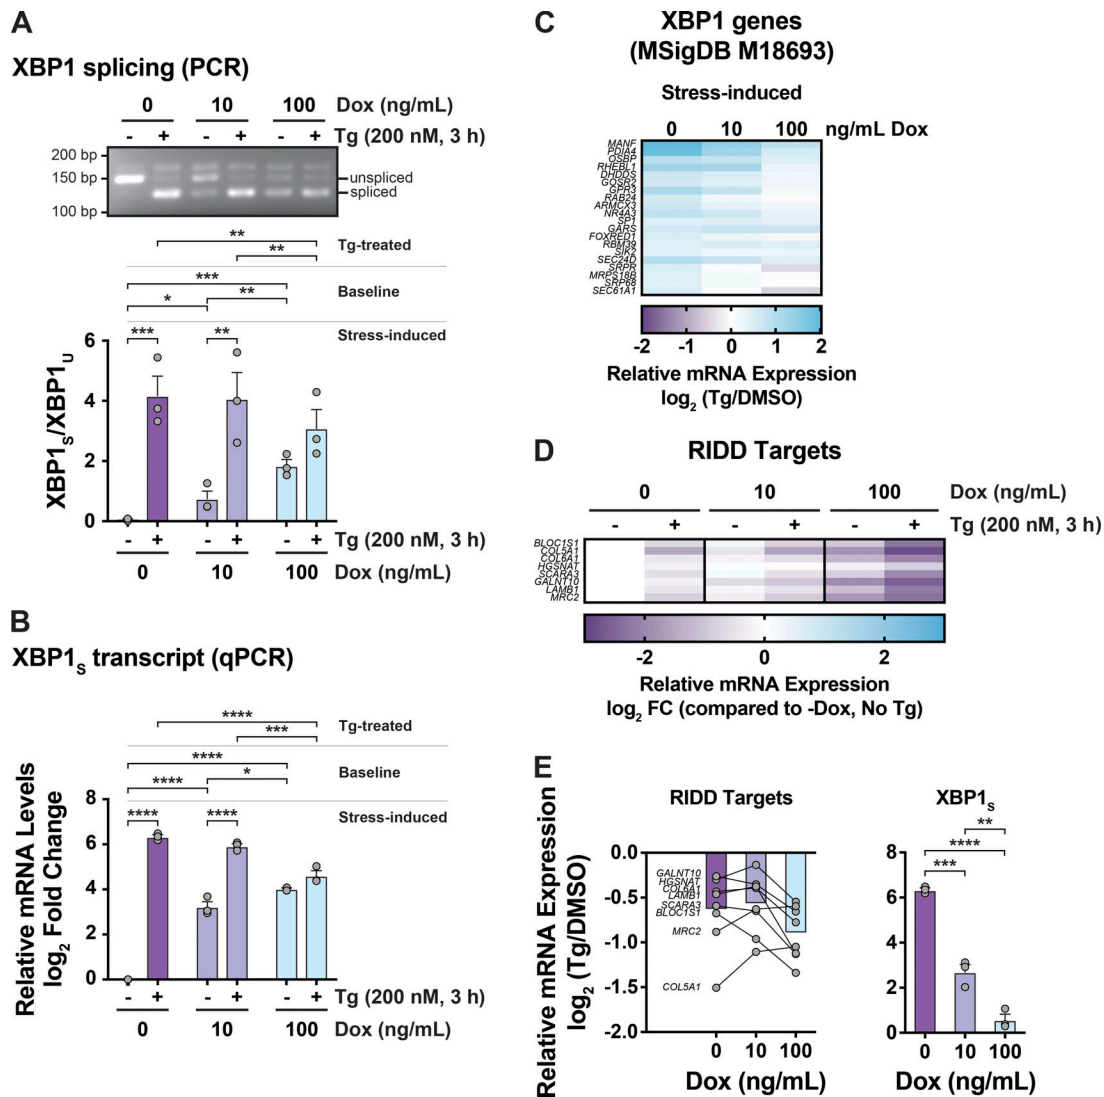 A
XBP1 splicing (PCR)
0 10 100 Dox (ng/mL)
- + - + - + Tg (200 nM, 3 h)
200 bp
150 bp
100 bp
unspliced
spliced
** Tg-treated
**
*** Baseline
* **
Stress-induced
*** **
XBP1S/XBP1U
6
4
2
0
- + - + - + Tg (200 nM, 3 h)
0 10 100 Dox (ng/mL)
B
XBP1S transcript (qPCR)
**** Tg-treated
***
**** Baseline
**** *
Stress-induced
**** ****
Relative mRNA Levels
log2 Fold Change
8
6
4
2
0
- + - + - + Tg (200 nM, 3 h)
0 10 100
Dox (ng/mL)
C
XBP1 genes
(MSigDB M18693)
Stress-induced
0 10 100 ng/mL Dox
MANF
PDIA4
OSBP
RHEBL1
DHDDS
GOSR2
GPR3
RAB24
ARMCX3
NR4A3
SP1
GARS
FOXRED1
RBM39
SIK2
SEC24D
SRPR
MRPS18B
SRP68
SEC61A1
-2 -1 0 1 2
Relative mRNA Expression
log2 (Tg/DMSO)
D
RIDD Targets
0 10 100 Dox (ng/mL)
- + - + - + Tg (200 nM, 3 h)
BLOC1S1
COL5A1
COL6A1
HGSNAT
SCARA3
GALNT10
LAMB1
MRC2
-2 0 2
Relative mRNA Expression
log2 FC (compared to -Dox, No Tg)
E
Relative mRNA Expression
log2 (Tg/DMSO)
RIDD Targets
0.0
-0.5
-1.0
-1.5
-2.0
GALNT10
HGSNAT
COL6A1
LAMB1
SCARA3
BLOC1S1
MRC2
COL5A1
0 10 100
Dox (ng/mL)
XBP1S
**
****
***
8
6
4
2
0
0 10 100
Dox (ng/mL)